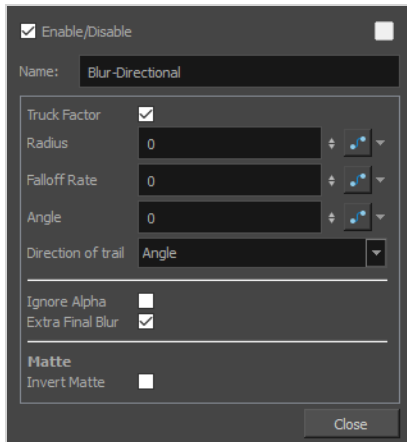 Enable/Disable
Name: Blur-Directional
Truck Factor
Radius 0
Falloff Rate 0
Angle 0
Direction of trail Angle
Ignore Alpha
Extra Final Blur
Matte
Invert Matte
Close